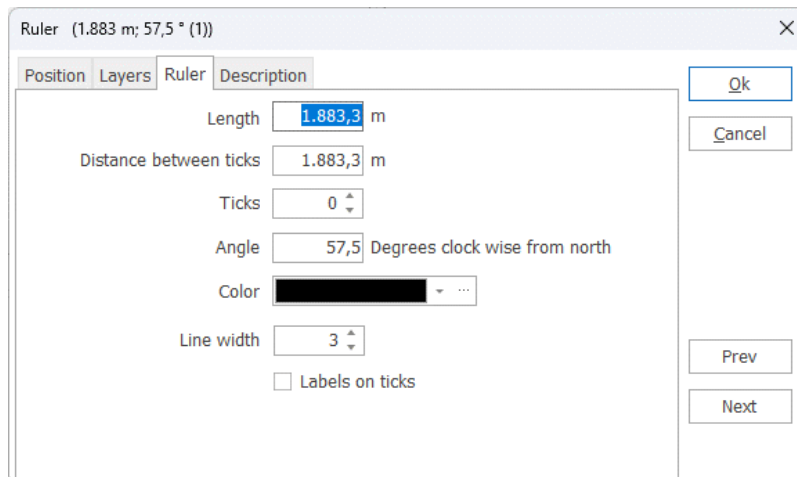 Ruler (1.883 m; 57,5 ° (1))
Position Layers Ruler Description
Ok
Length 1.883,3 m
Cancel
Distance between ticks 1.883,3 m
Ticks 0
Angle 57,5 Degrees clock wise from north
Color
Line width 3
Prev
Labels on ticks
Next